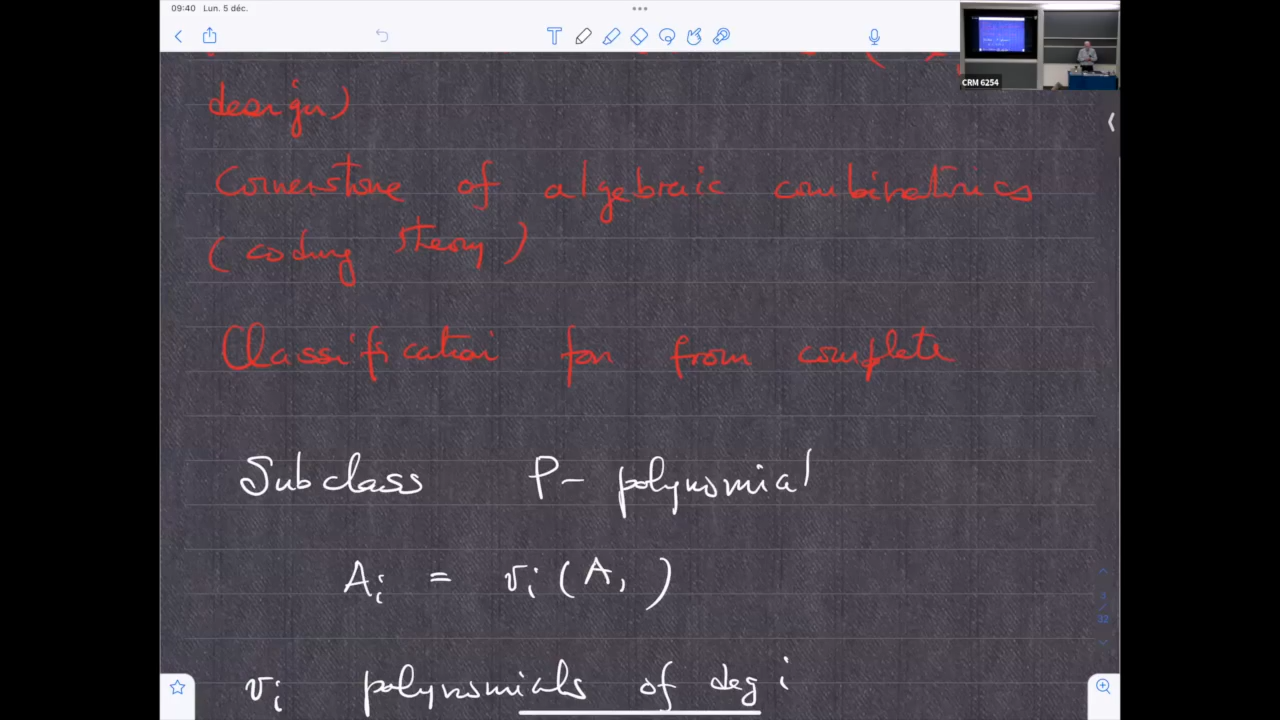 09:40 Lun. 5 déc.
CRM 6254
design)
Cornerstone of algebraic combinatorics
(coding theory)
Classification far from complete
Subclass P- polynomial
Ai = vi (A1)
vi polynomials of deg i
32